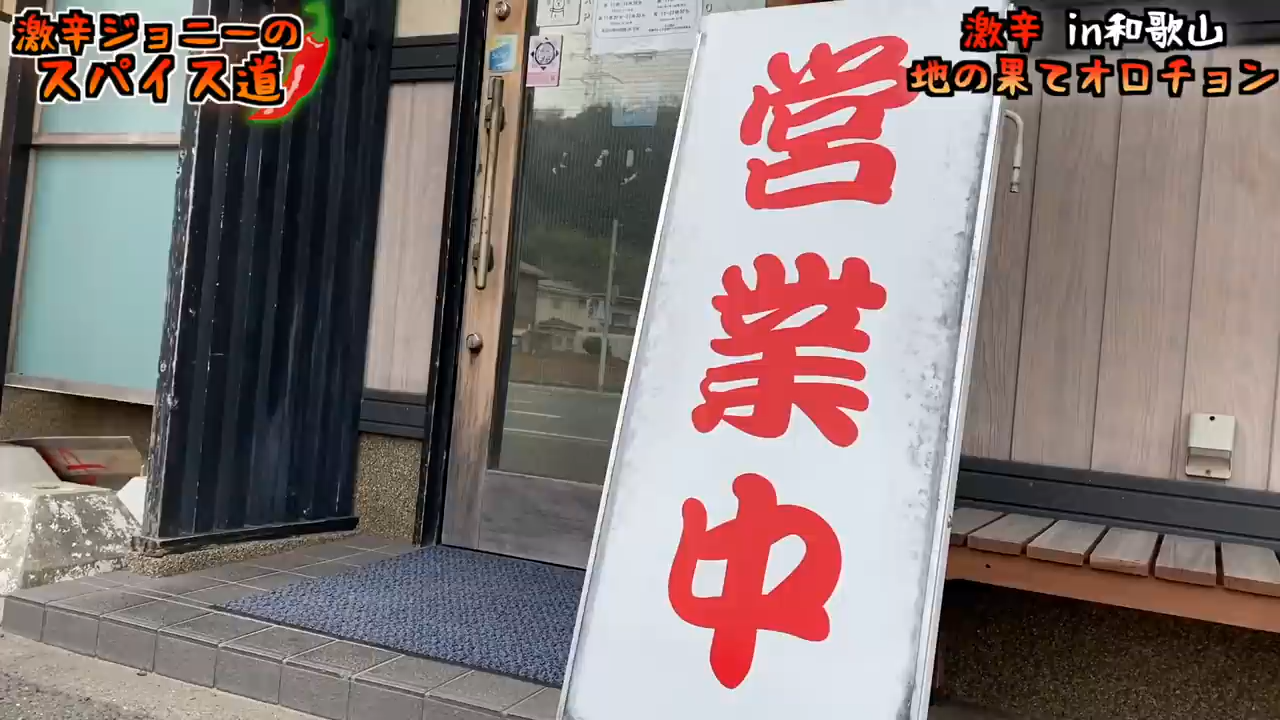 激辛ジョニーの
スパイス道
激辛 in和歌山
地の果てオロチョン
営業中